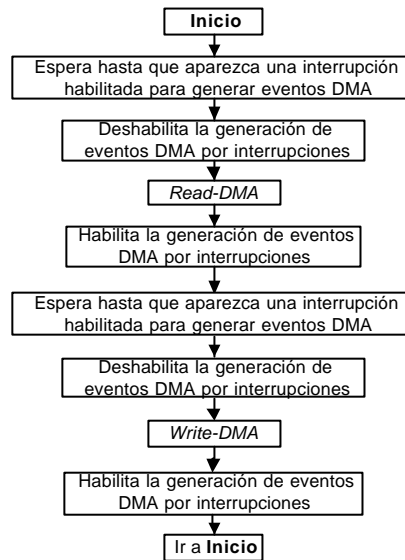 Inicio
Espera hasta que aparezca una interrupción
habilitada para generar eventos DMA
Deshabilita la generación de
eventos DMA por interrupciones
Read-DMA
Habilita la generación de eventos
DMA por interrupciones
Espera hasta que aparezca una interrupción
habilitada para generar eventos DMA
Deshabilita la generación de
eventos DMA por interrupciones
Write-DMA
Habilita la generación de eventos
DMA por interrupciones
Ir a Inicio